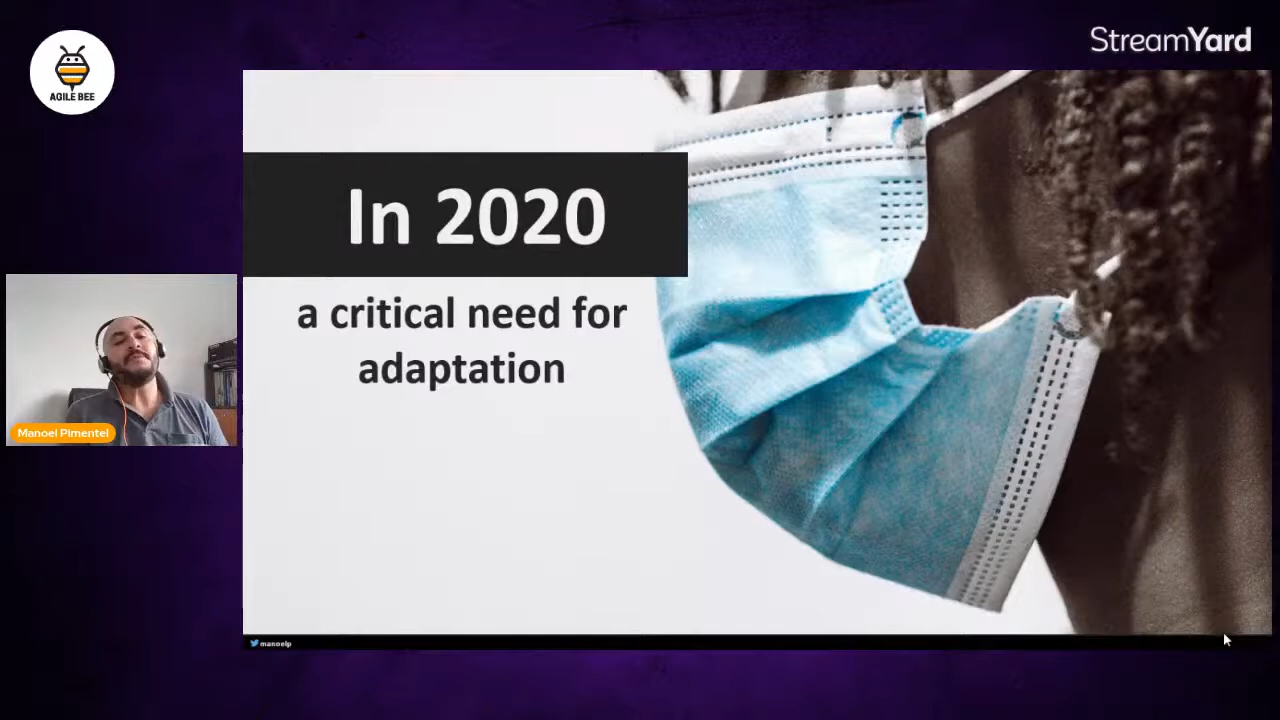 AGILE BEE
StreamYard
In 2020
a critical need for
adaptation
Manoel Pimentel
manoelp